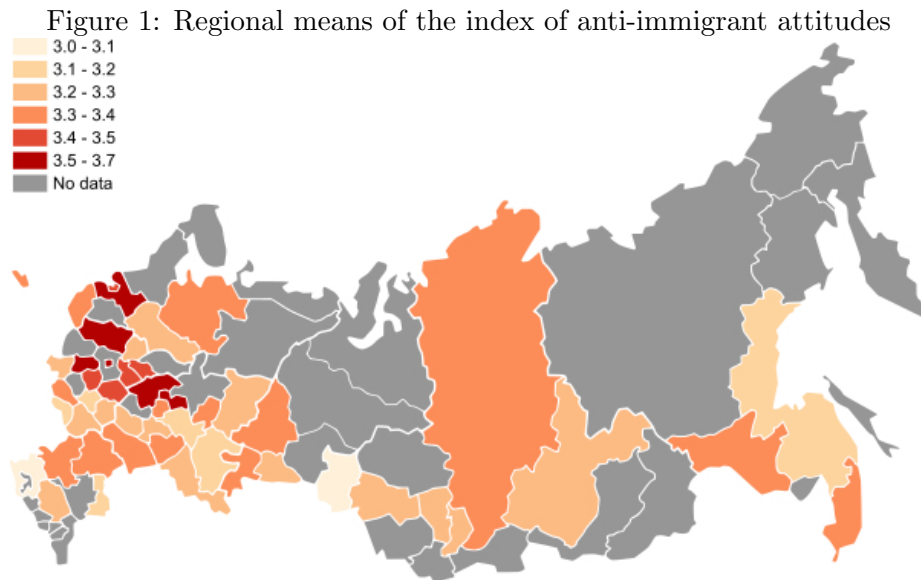 Figure 1: Regional means of the index of anti-immigrant attitudes
3.0 - 3.1
3.1 - 3.2
3.2 - 3.3
3.3 - 3.4
3.4 - 3.5
3.5 - 3.7
No data